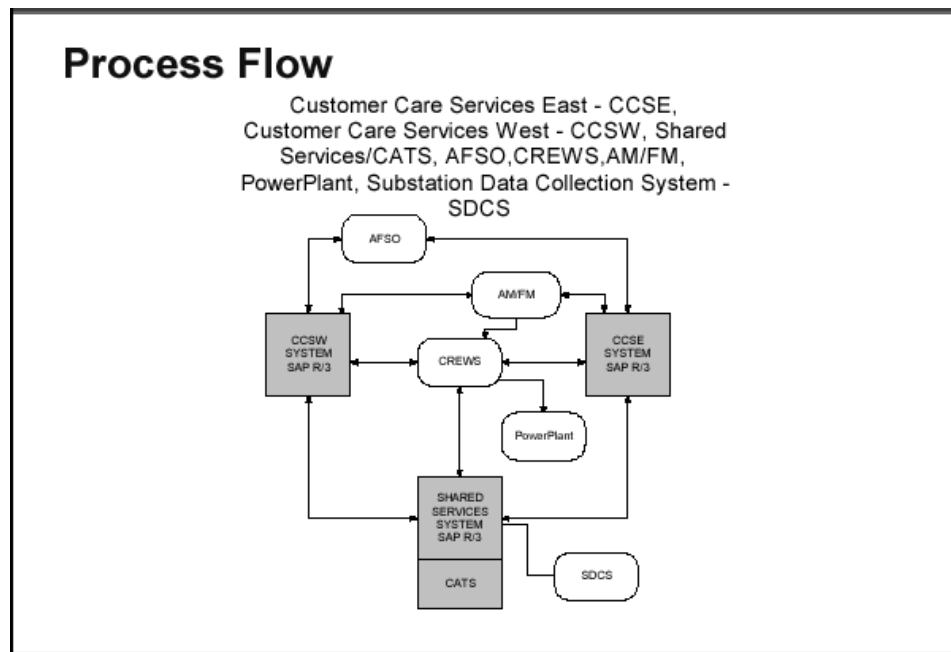 Process Flow
Customer Care Services East - CCSE,
Customer Care Services West - CCSW, Shared
Services/CATS, AFSO,CREWS,AM/FM,
PowerPlant, Substation Data Collection System -
SDCS
AFSO
AM/FM
CCSW
SYSTEM
SAP R/3
CREWS
CCSE
SYSTEM
SAP R/3
PowerPlant
SHARED
SERVICES
SYSTEM
SAP R/3
CATS
SDCS